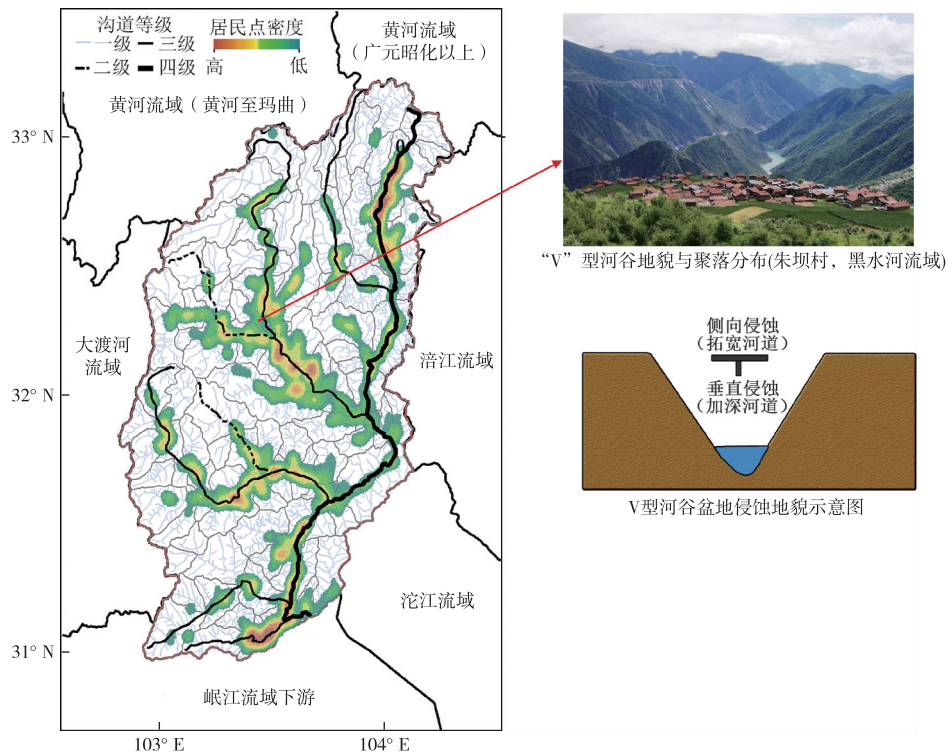 沟道等级
一级 三级
二级 四级
居民点密度
高 低
黄河流域
（广元昭化以上）
黄河流域（黄河至玛曲）
33° N
32° N
31° N
大渡河
流域
涪江流域
沱江流域
岷江流域下游
103° E
104° E
“V”型河谷地貌与聚落分布(朱坝村，黑水河流域)
侧向侵蚀
（拓宽河道）
垂直侵蚀
（加深河道）
V型河谷盆地侵蚀地貌示意图